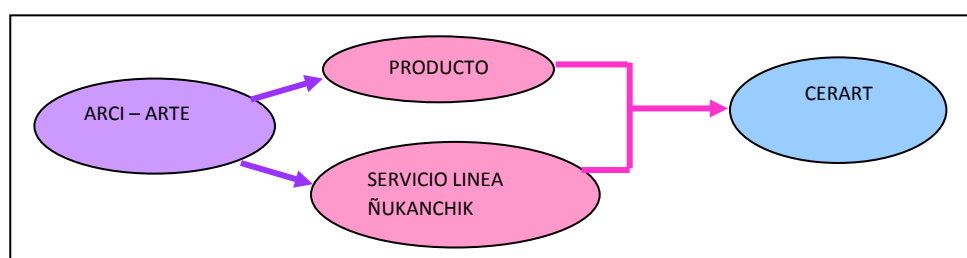 ARCI – ARTE
PRODUCTO
SERVICIO LINEA
ÑUKANCHIK
CERART